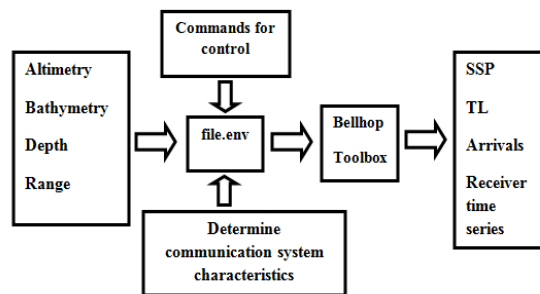 Commands for
control
Altimetry
Bathymetry
Depth
Range
file.env
Bellhop
Toolbox
SSP
TL
Arrivals
Receiver
time
series
Determine
communication system
characteristics